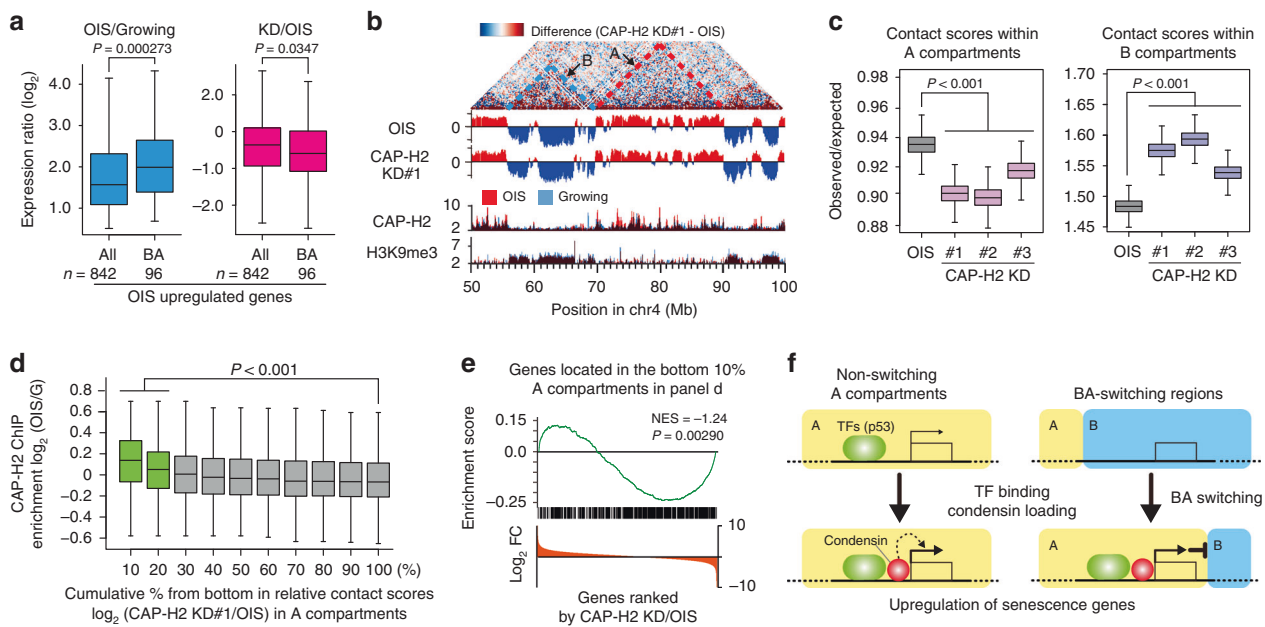 a
OIS/Growing
P = 0.000273
KD/OIS
P = 0.0347
Expression ratio (log2)
4.0
3.0
2.0
1.0
2.0
0
−1.0
−2.0
All BA
All BA
n = 842 96
n = 842 96
OIS upregulated genes
b
Difference (CAP-H2 KD#1 - OIS)
B
A
OIS
0
CAP-H2
KD#1
0
OIS
Growing
CAP-H2
10
2
H3K9me3
7
2
50 60 70 80 90 100
Position in chr4 (Mb)
c
Contact scores within
A compartments
P < 0.001
Observed/expected
0.98
0.96
0.94
0.92
0.90
0.88
OIS #1 #2 #3
CAP-H2 KD
Contact scores within
B compartments
P < 0.001
1.70
1.65
1.60
1.55
1.50
1.45
OIS #1 #2 #3
CAP-H2 KD
d
P < 0.001
CAP-H2 ChIP
enrichment log2 (OIS/G)
0.8
0.6
0.4
0.2
0
−0.2
−0.4
−0.6
10 20 30 40 50 60 70 80 90 100 (%)
Cumulative % from bottom in relative contact scores
log2 (CAP-H2 KD#1/OIS) in A compartments
e
Genes located in the bottom 10%
A compartments in panel d
Enrichment score
0.15
0.0
−0.25
NES = −1.24
P = 0.00290
Log2 FC
10
−10
Genes ranked
by CAP-H2 KD/OIS
f
Non-switching
A compartments
BA-switching regions
A
TFs (p53)
A
B
TF binding
condensin loading
BA switching
A
Condensin
A
B
Upregulation of senescence genes